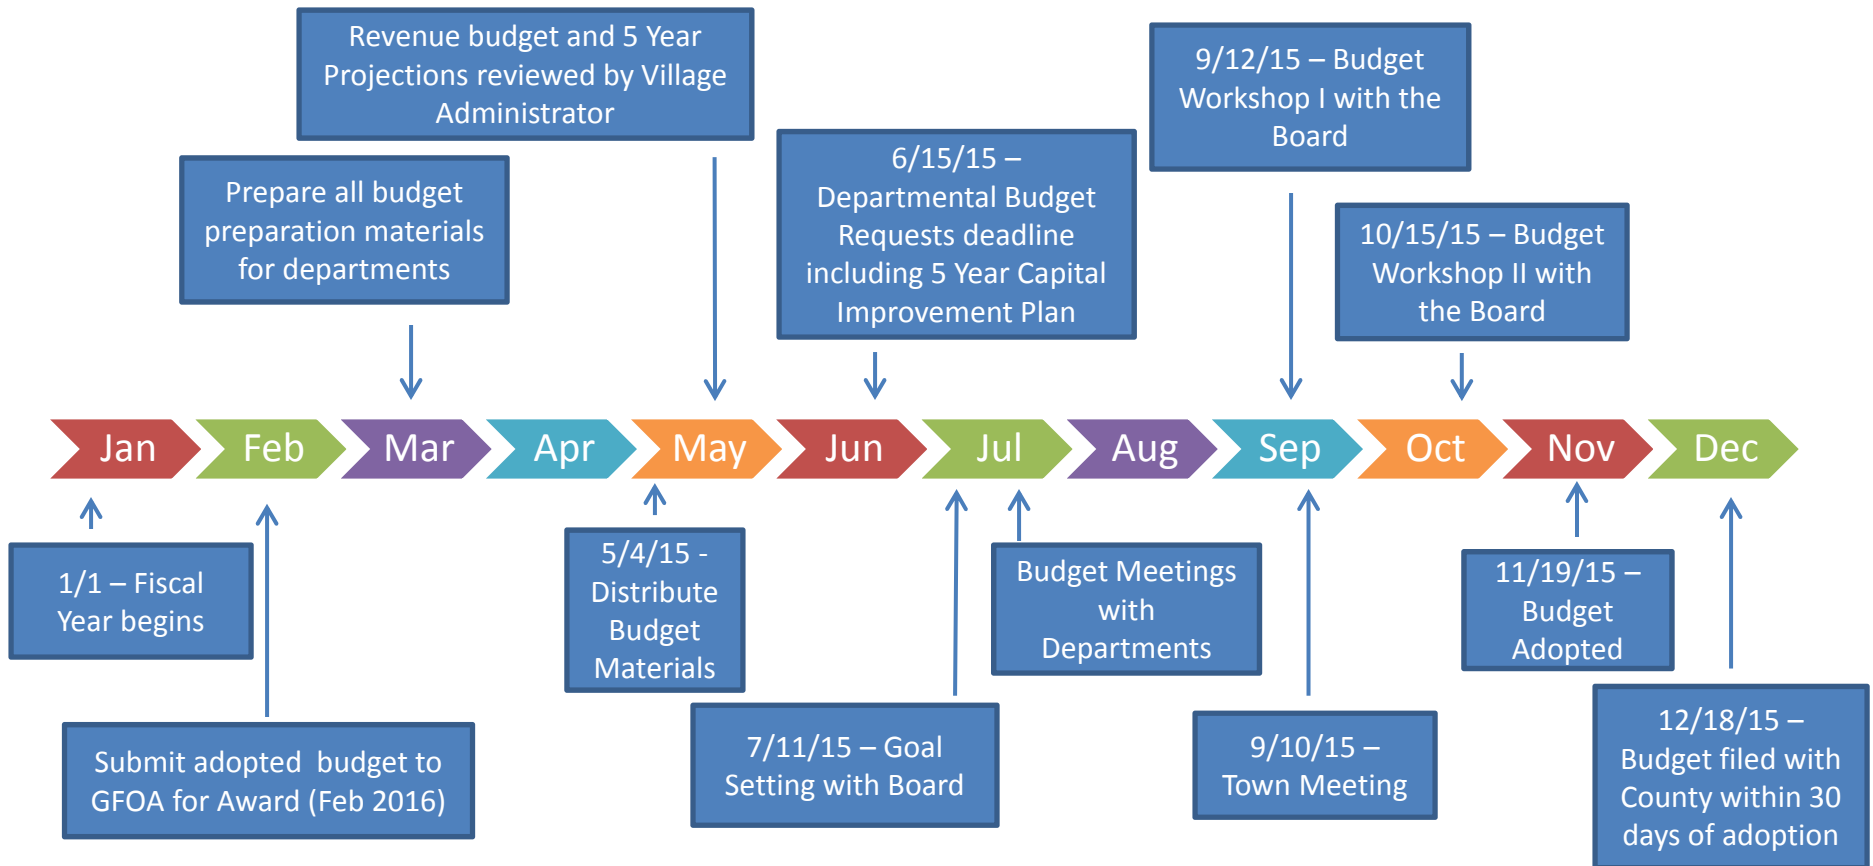 Revenue budget and 5 Year
Projections reviewed by Village
Administrator
9/12/15 – Budget
Workshop I with the
Board
Prepare all budget
preparation materials
for departments
6/15/15 –
Departmental Budget
Requests deadline
including 5 Year Capital
Improvement Plan
10/15/15 – Budget
Workshop II with
the Board
Jan
Feb
Mar
Apr
May
Jun
Jul
Aug
Sep
Oct
Nov
Dec
1/1 – Fiscal
Year begins
5/4/15 -
Distribute
Budget
Materials
Budget Meetings
with
Departments
11/19/15 –
Budget
Adopted
Submit adopted  budget to
GFOA for Award (Feb 2016)
7/11/15 – Goal
Setting with Board
9/10/15 –
Town Meeting
12/18/15 –
Budget filed with
County within 30
days of adoption